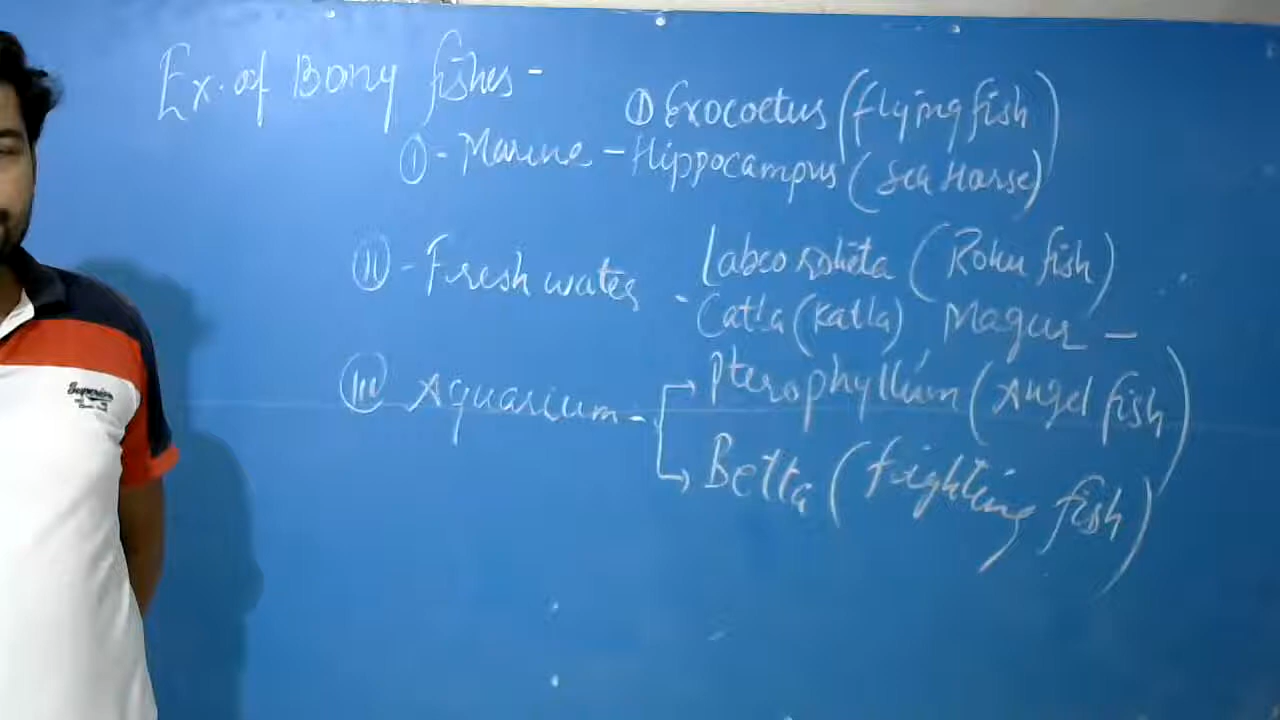 Ex. of Bony fishes -
① Exocoetus (flying fish)
Ⓘ - Marine - Hippocampus (Sea Horse)
Ⓘⓘ - Fresh water - Labeo rohita (Rohu fish)
Catla (Katla) Magur -
Ⓘⓘⓘ Aquarium - Pterophyllum (Angel fish)
Betta (fighting fish)
Superior